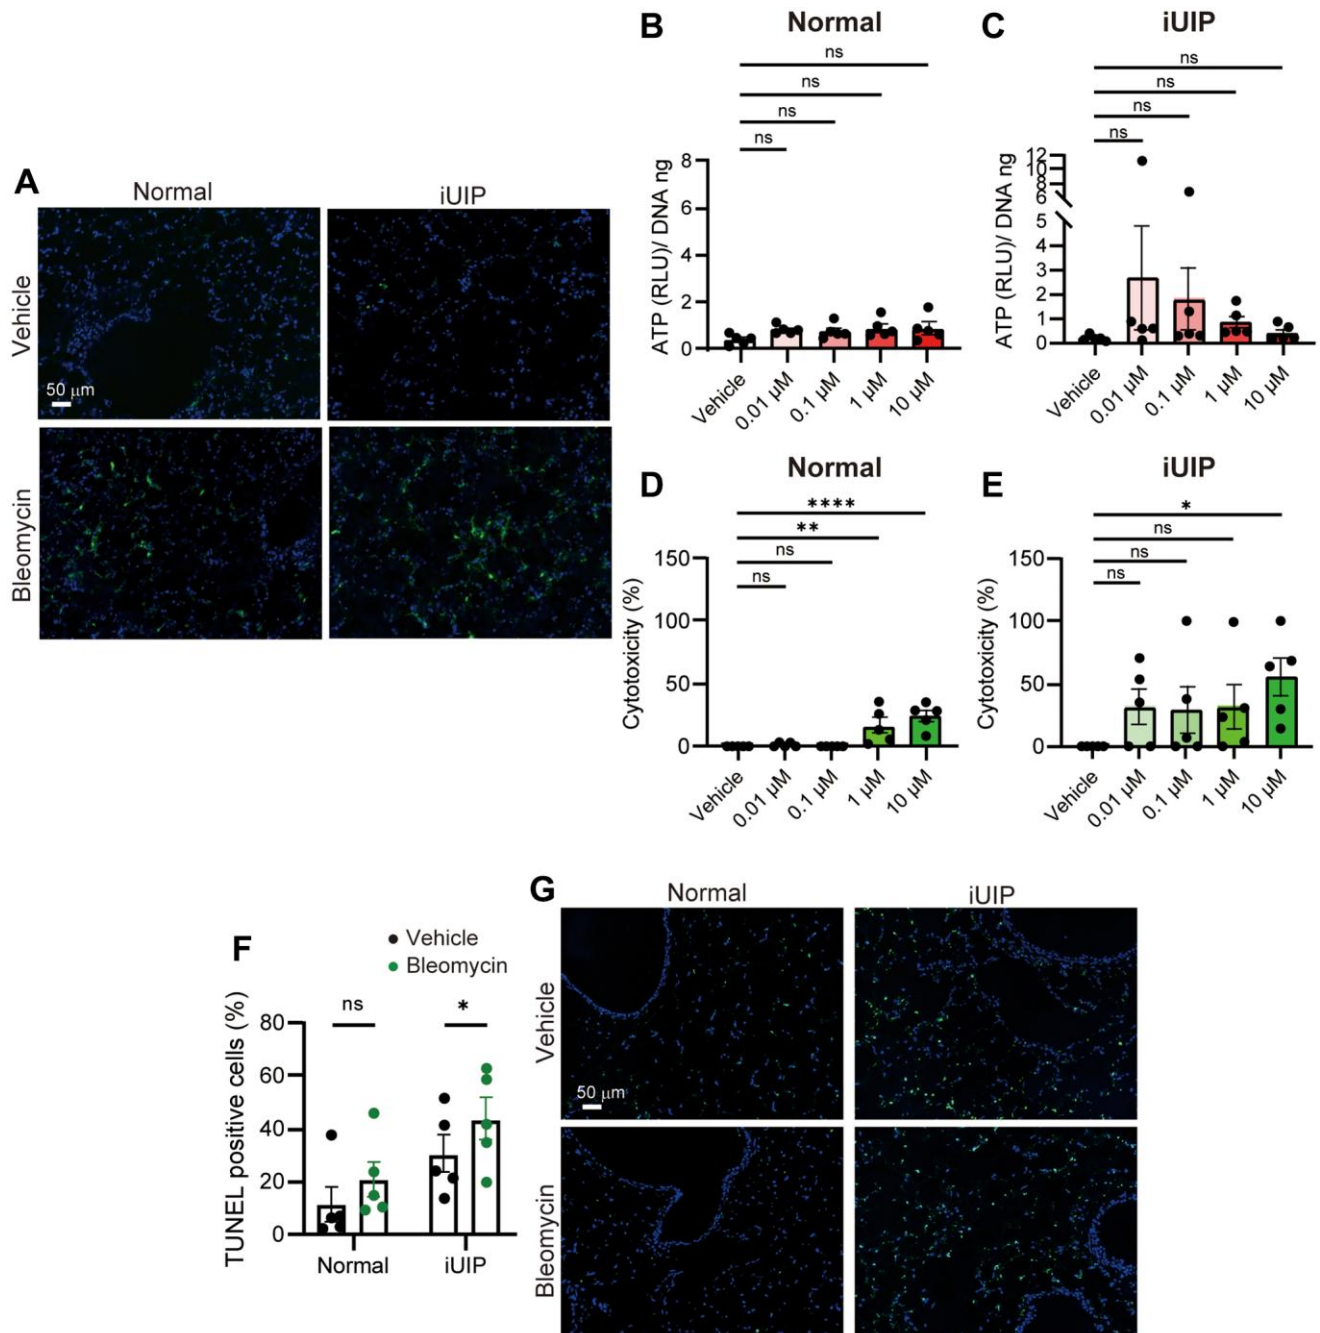 A
Normal
iUIP
Vehicle
50 μm
Bleomycin
B
Normal
ns
ns
ns
ns
ATP (RLU)/ DNA ng
8
6
4
2
0
Vehicle
0.01 µM
0.1 µM
1 µM
10 µM
C
iUIP
ns
ns
ns
ns
ATP (RLU)/ DNA ng
12
10
8
6
5
4
3
2
1
0
Vehicle
0.01 µM
0.1 µM
1 µM
10 µM
D
Normal
****
**
ns
ns
Cytotoxicity (%)
150
100
50
0
Vehicle
0.01 µM
0.1 µM
1 µM
10 µM
E
iUIP
*
ns
ns
ns
Cytotoxicity (%)
150
100
50
0
Vehicle
0.01 µM
0.1 µM
1 µM
10 µM
F
Vehicle
Bleomycin
ns
*
TUNEL positive cells (%)
80
60
40
20
0
Normal
iUIP
G
Normal
iUIP
Vehicle
50 μm
Bleomycin